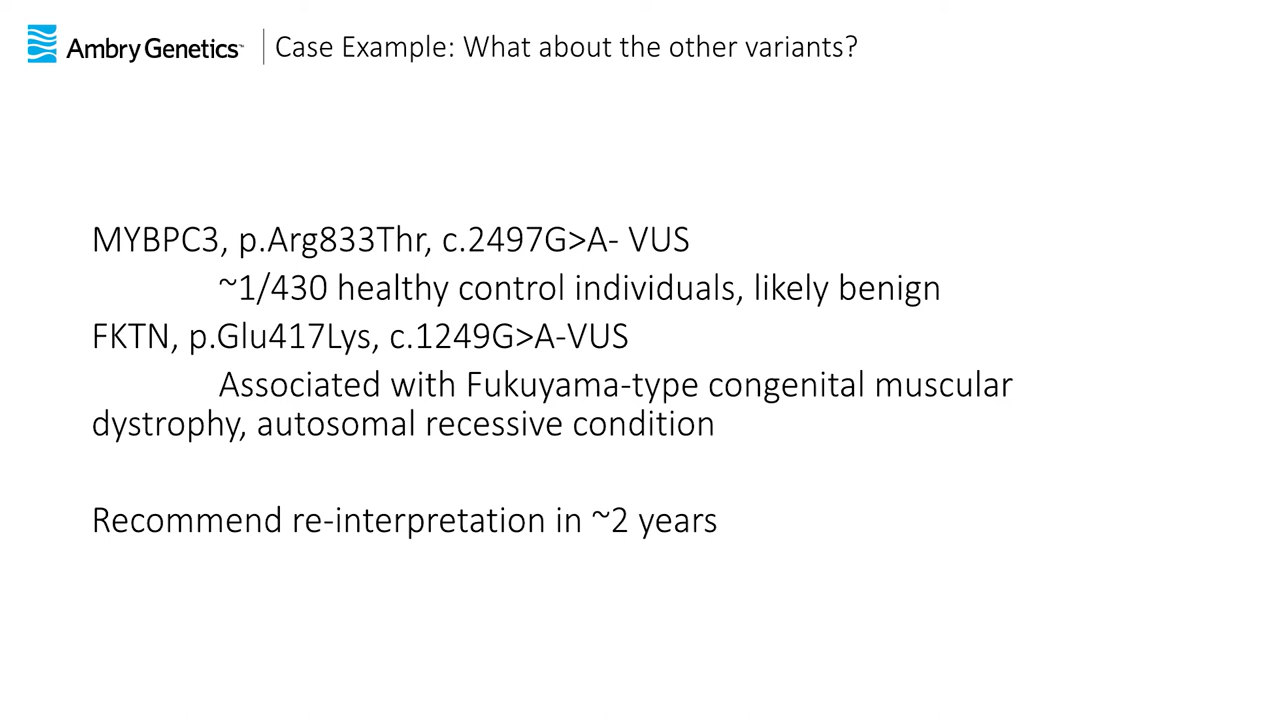 Ambry Genetics™ Case Example: What about the other variants?
MYBPC3, p.Arg833Thr, c.2497G>A- VUS
~1/430 healthy control individuals, likely benign
FKTN, p.Glu417Lys, c.1249G>A-VUS
Associated with Fukuyama-type congenital muscular
dystrophy, autosomal recessive condition
Recommend re-interpretation in ~2 years